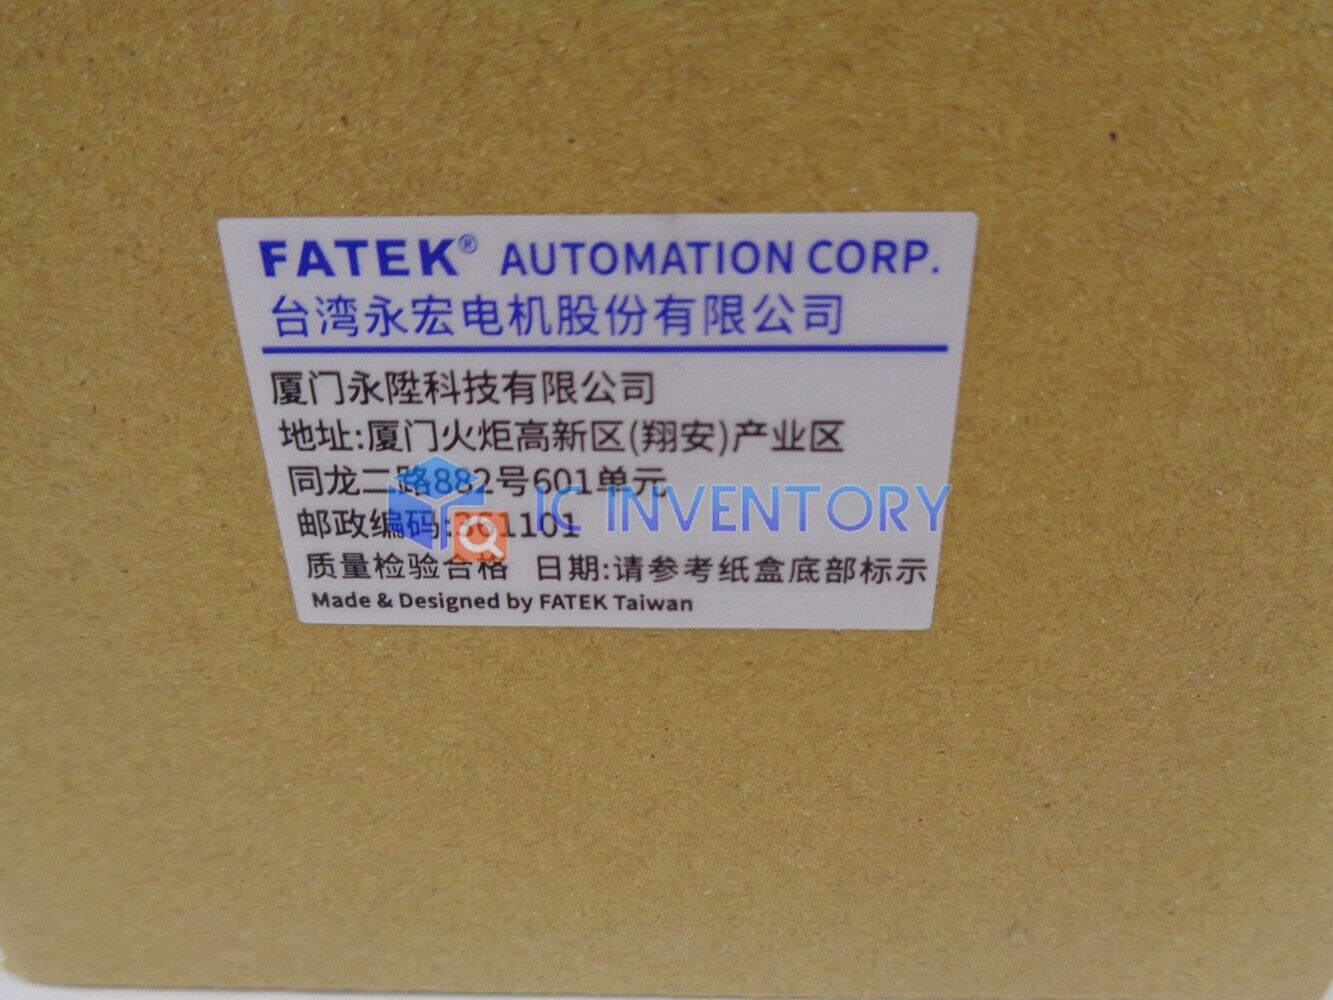 FATEK® AUTOMATION CORP.
台湾永宏电机股份有限公司
厦门永陞科技有限公司
地址:厦门火炬高新区(翔安)产业区
同龙二路882号601单元
邮政编码:361101
IC INVENTORY
质量检验合格 日期:请参考纸盒底部标示
Made & Designed by FATEK Taiwan